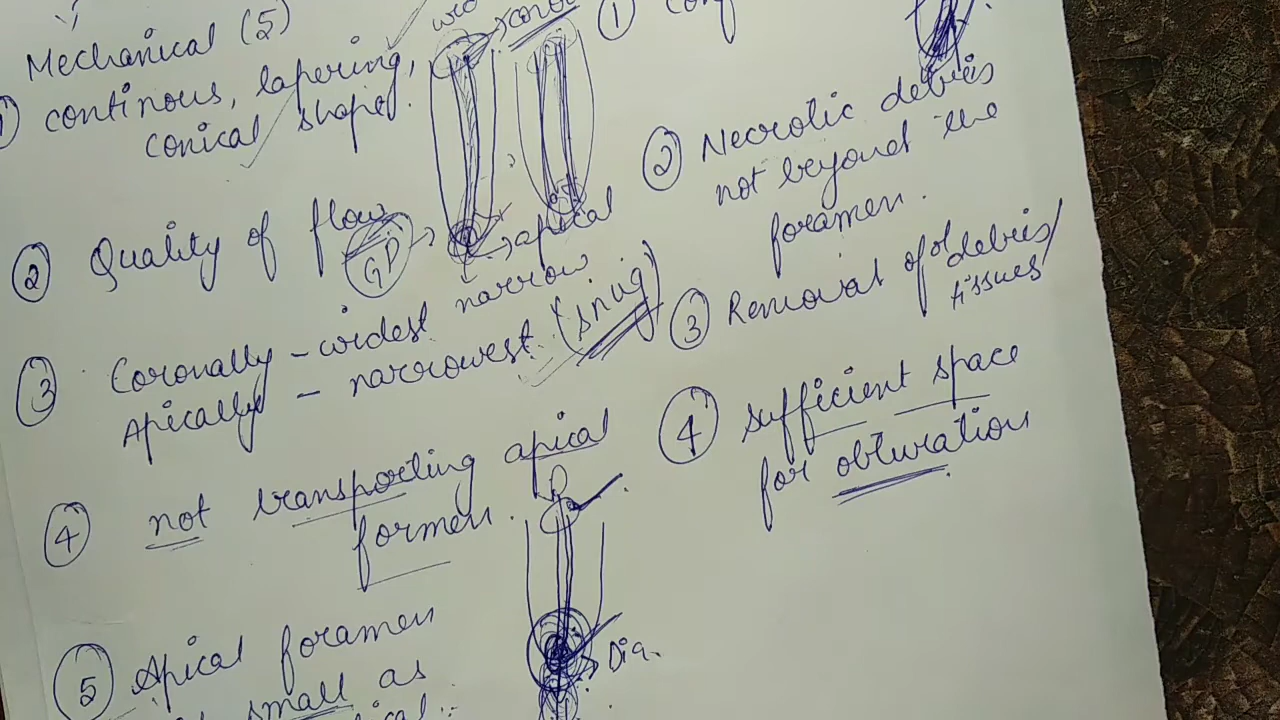 Mechanical (5)
① continous, tapering,
conical shape.
② Quality of flow
GP
③ Coronally - widest
Apically - narrowest. (snug)
narrow
apical
④ not transporting apical
formen.
⑤ Apical foramen
small as
Dia.
①
② Necrotic debris
not beyond the
foramen.
③ Removal of debris/
tissues
④ sufficient space
for obturation